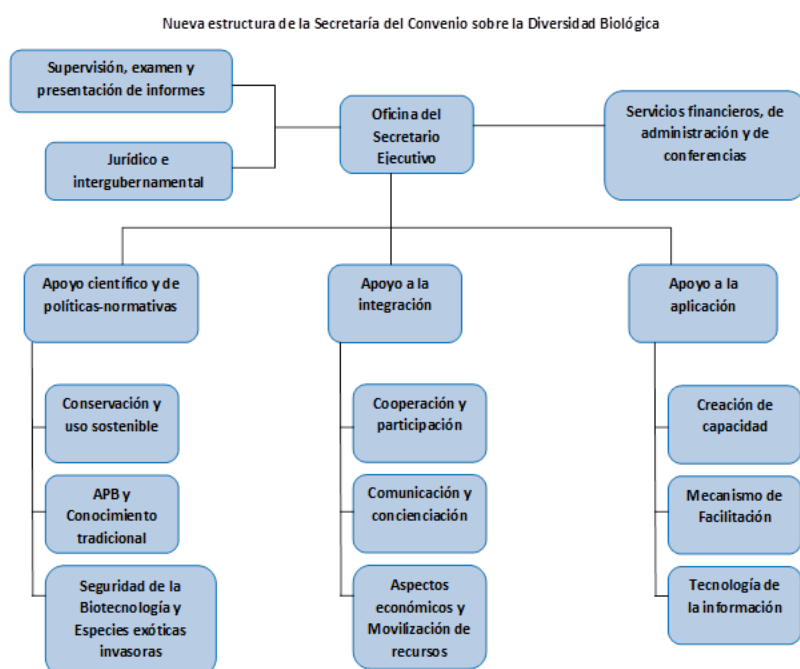 Nueva estructura de la Secretaría del Convenio sobre la Diversidad Biológica
Supervisión, examen y
presentación de informes
Oficina del
Secretario
Ejecutivo
Servicios financieros, de
administración y de
conferencias
Jurídico e
intergubernamental
Apoyo científico y de
políticas-normativas
Apoyo a la
integración
Apoyo a la
aplicación
Conservación y
uso sostenible
Cooperación y
participación
Creación de
capacidad
APB y
Conocimiento
tradicional
Comunicación y
concienciación
Mecanismo de
Facilitación
Seguridad de la
Biotecnología y
Especies exóticas
invasoras
Aspectos
económicos y
Movilización de
recursos
Tecnología de
la información